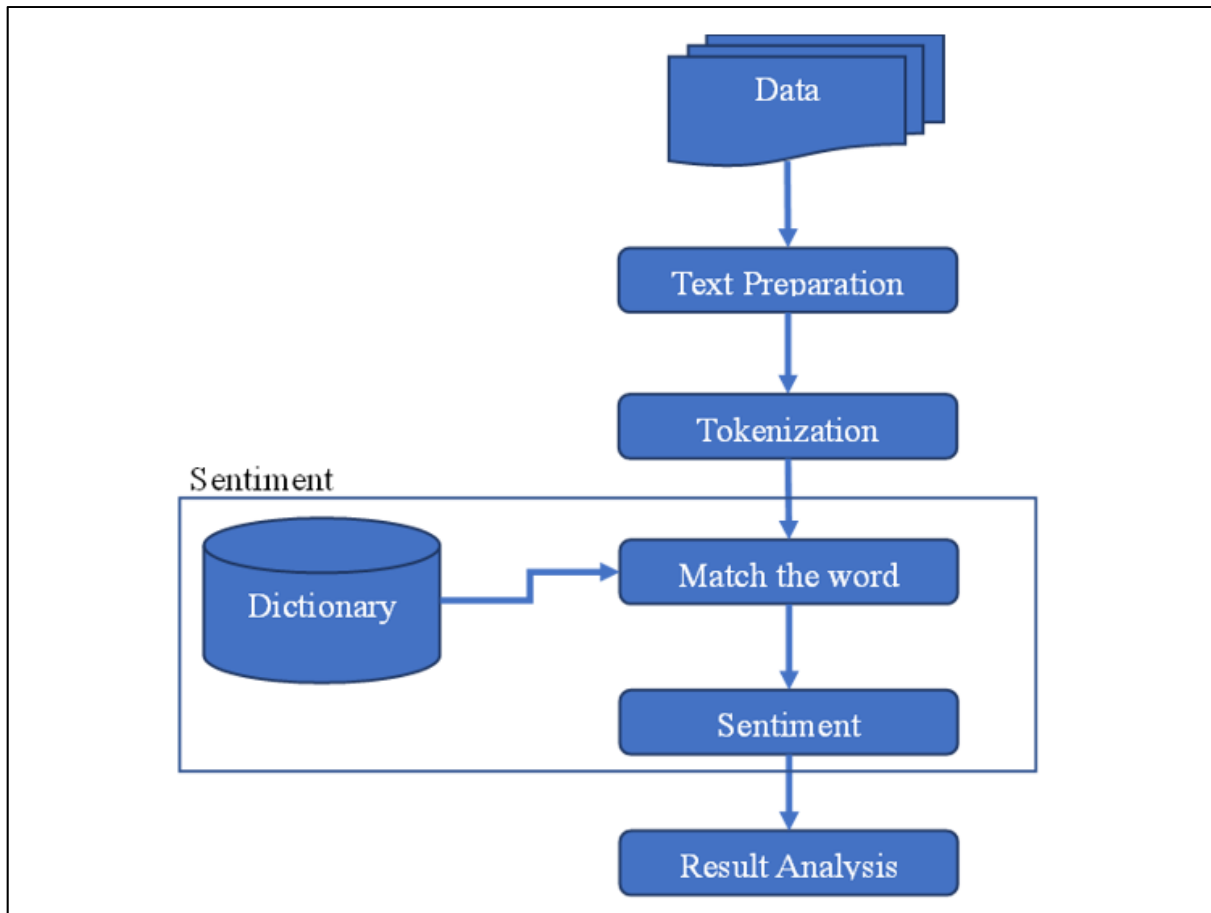 Data
Text Preparation
Tokenization
Sentiment
Dictionary
Match the word
Sentiment
Result Analysis